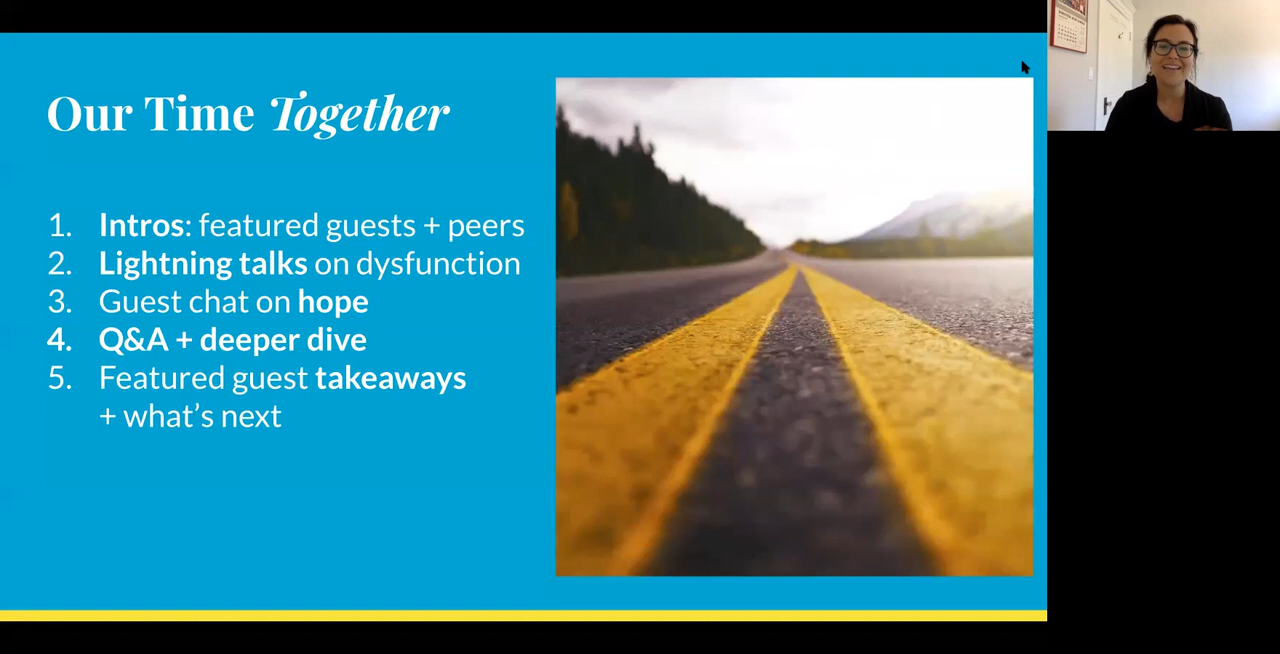 Our Time Together
1. Intros: featured guests + peers
2. Lightning talks on dysfunction
3. Guest chat on hope
4. Q&A + deeper dive
5. Featured guest takeaways
+ what’s next